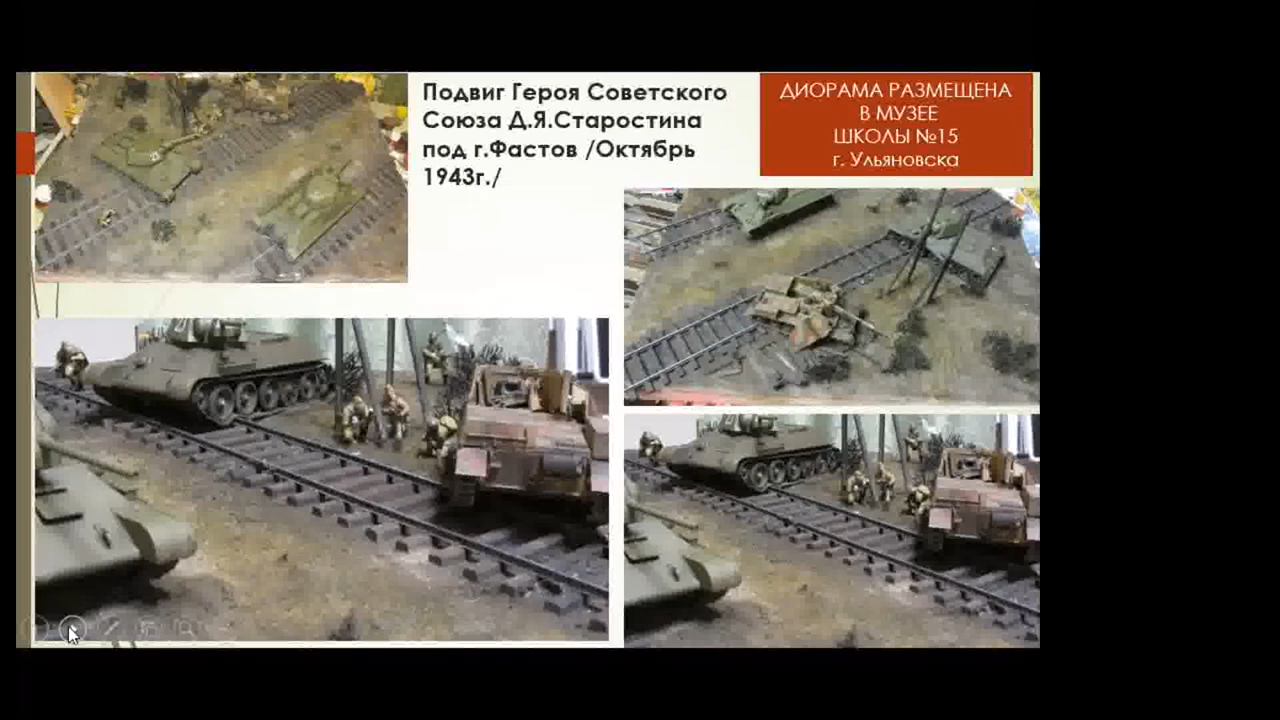 Подвиг Героя Советского
Союза Д.Я.Старостина
под г.Фастов /Октябрь
1943г./
ДИОРАМА РАЗМЕЩЕНА
В МУЗЕЕ
ШКОЛЫ №15
г. Ульяновска